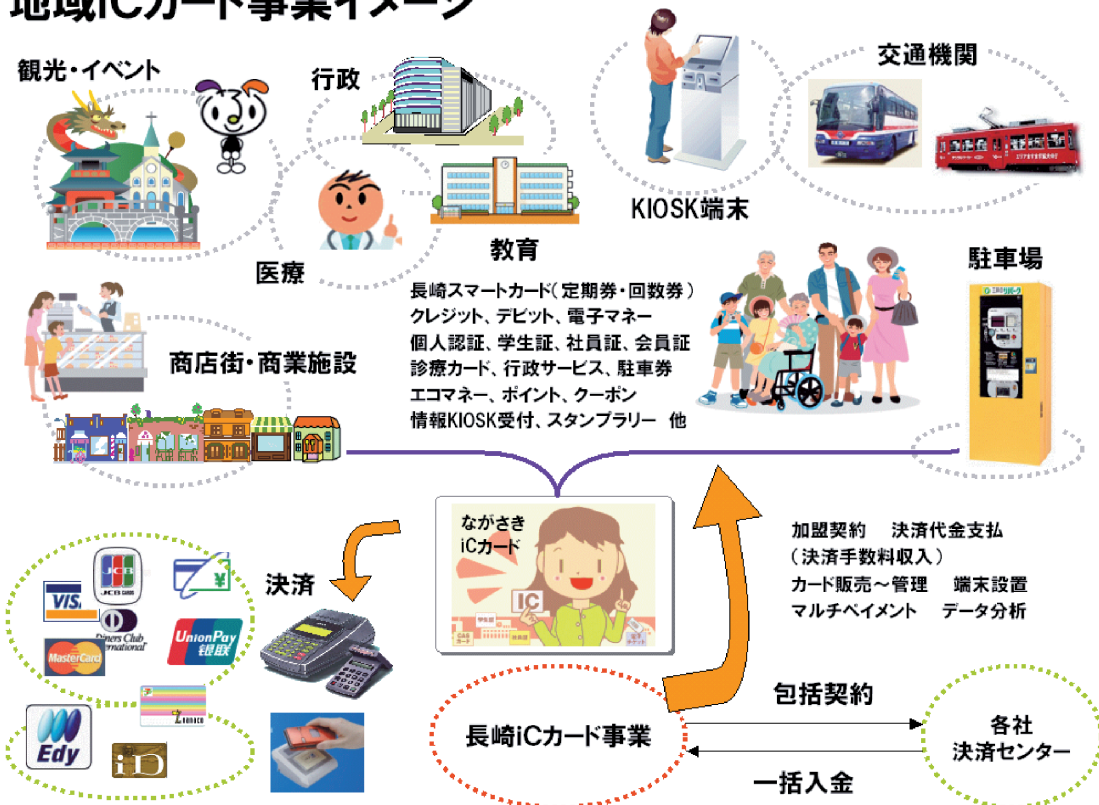 地域iCカード事業イメージ
観光・イベント
行政
交通機関
KIOSK端末
医療
教育
駐車場
長崎スマートカード(定期券・回数券)
クレジット、デビット、電子マネー
個人認証、学生証、社員証、会員証
診療カード、行政サービス、駐車券
エコマネー、ポイント、クーポン
情報KIOSK受付、スタンプラリー 他
商店街・商業施設
ながさき
iCカード
IC
加盟契約 決済代金支払
(決済手数料収入)
カード販売~管理 端末設置
マルチペイメント データ分析
決済
JCB
VISA
Diners Club
International
UnionPay
银联
MasterCard
Edy
iD
長崎iCカード事業
包括契約
一括入金
各社
決済センター